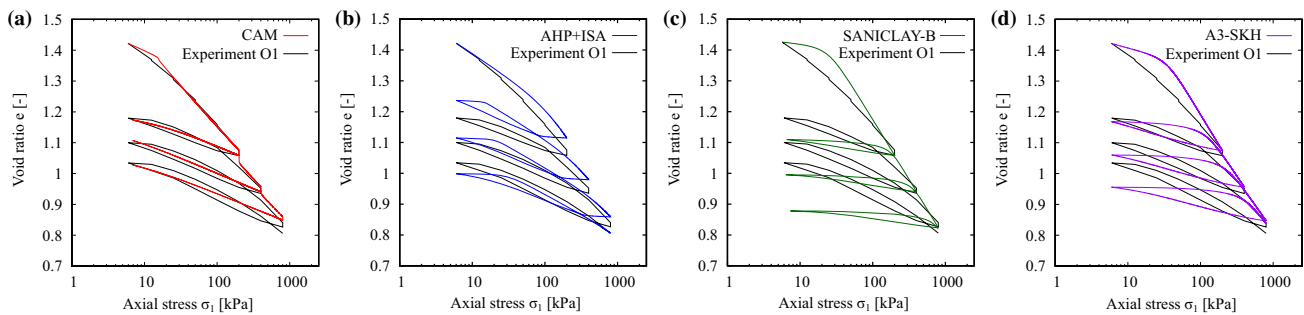 (a)
CAM
Experiment O1
1.5
1.4
1.3
1.2
1.1
1
0.9
0.8
0.7
Void ratio e [-]
1 10 100 1000
Axial stress σ1 [kPa]
(b)
AHP+ISA
Experiment O1
1.5
1.4
1.3
1.2
1.1
1
0.9
0.8
0.7
Void ratio e [-]
1 10 100 1000
Axial stress σ1 [kPa]
(c)
SANICLAY-B
Experiment O1
1.5
1.4
1.3
1.2
1.1
1
0.9
0.8
0.7
Void ratio e [-]
1 10 100 1000
Axial stress σ1 [kPa]
(d)
A3-SKH
Experiment O1
1.5
1.4
1.3
1.2
1.1
1
0.9
0.8
0.7
Void ratio e [-]
1 10 100 1000
Axial stress σ1 [kPa]